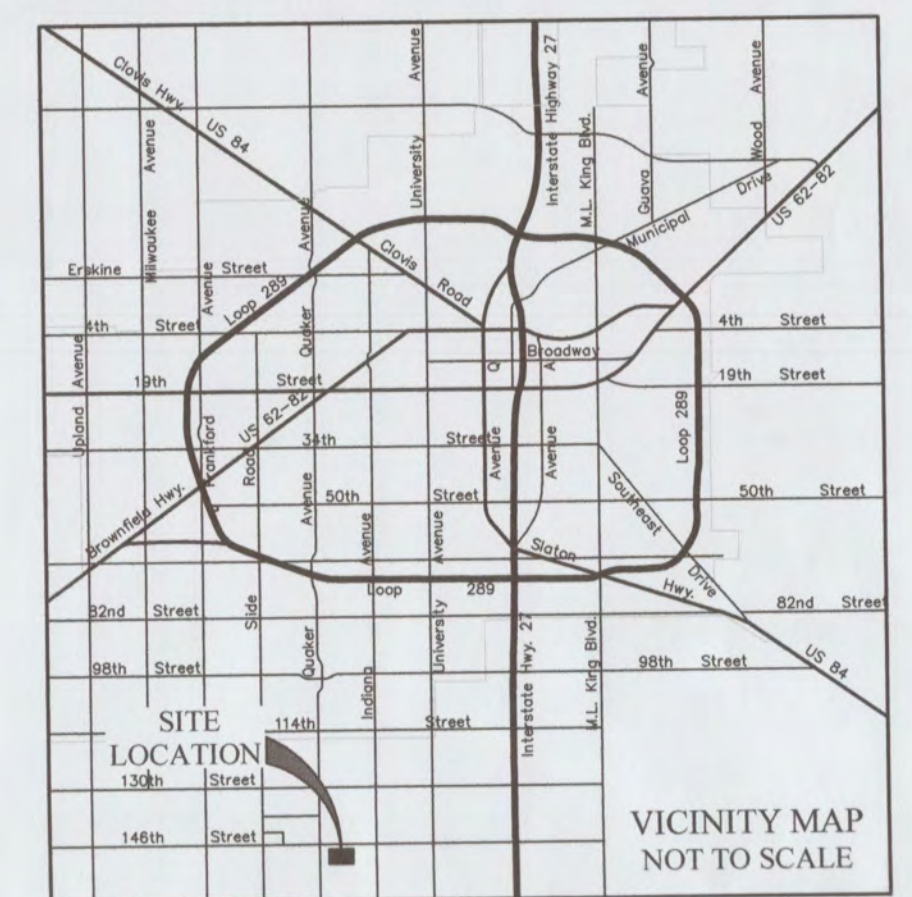 Clovis Hwy.
US 84
Milwaukee Avenue
University Avenue
Interstate Highway 27
M.L. King Blvd.
Guava Avenue
Wood Avenue
Municipal Drive
US 62-82
Erskine Street
Avenue
Quaker Avenue
Clovis Road
Loop 289
4th Street
4th Street
Upland Avenue
Broadway
Q
A
19th Street
19th Street
US 62-82
Frankford
34th Street
Road
Avenue
Avenue
Loop 289
50th Street
50th Street
Southeast Drive
Brownfield Hwy.
Avenue
Avenue
Avenue
Slaton Hwy.
Loop 289
82nd Street
82nd Street
Slide
Quaker
University
Indiana
Interstate Hwy. 27
M.L. King Blvd.
98th Street
98th Street
US 84
114th Street
SITE
LOCATION
130th Street
146th Street
VICINITY MAP
NOT TO SCALE